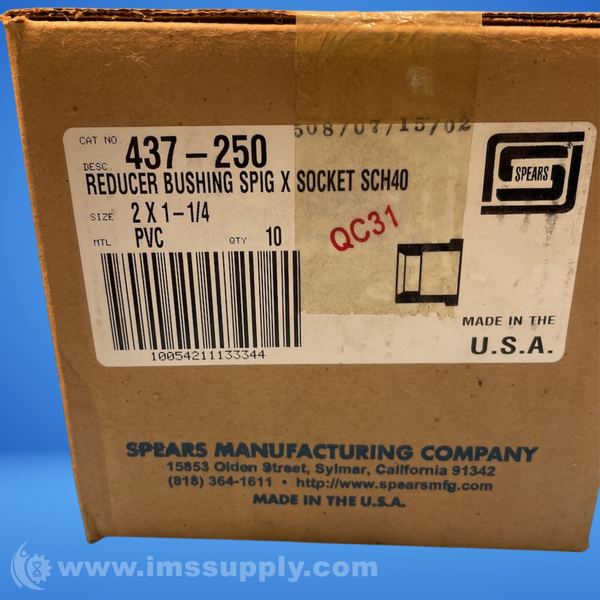 508/07/15/02
CAT NO. 437-250
DESC.
REDUCER BUSHING SPIG X SOCKET SCH40
SIZE 2 X 1-1/4
MTL PVC QTY 10
QC31
10054211133344
SPEARS ®
MADE IN THE
U.S.A.
SPEARS MANUFACTURING COMPANY
15853 Olden Street, Sylmar, California 91342
(818) 364-1611 • http://www.spearsmfg.com
MADE IN THE U.S.A.
www.imssupply.com